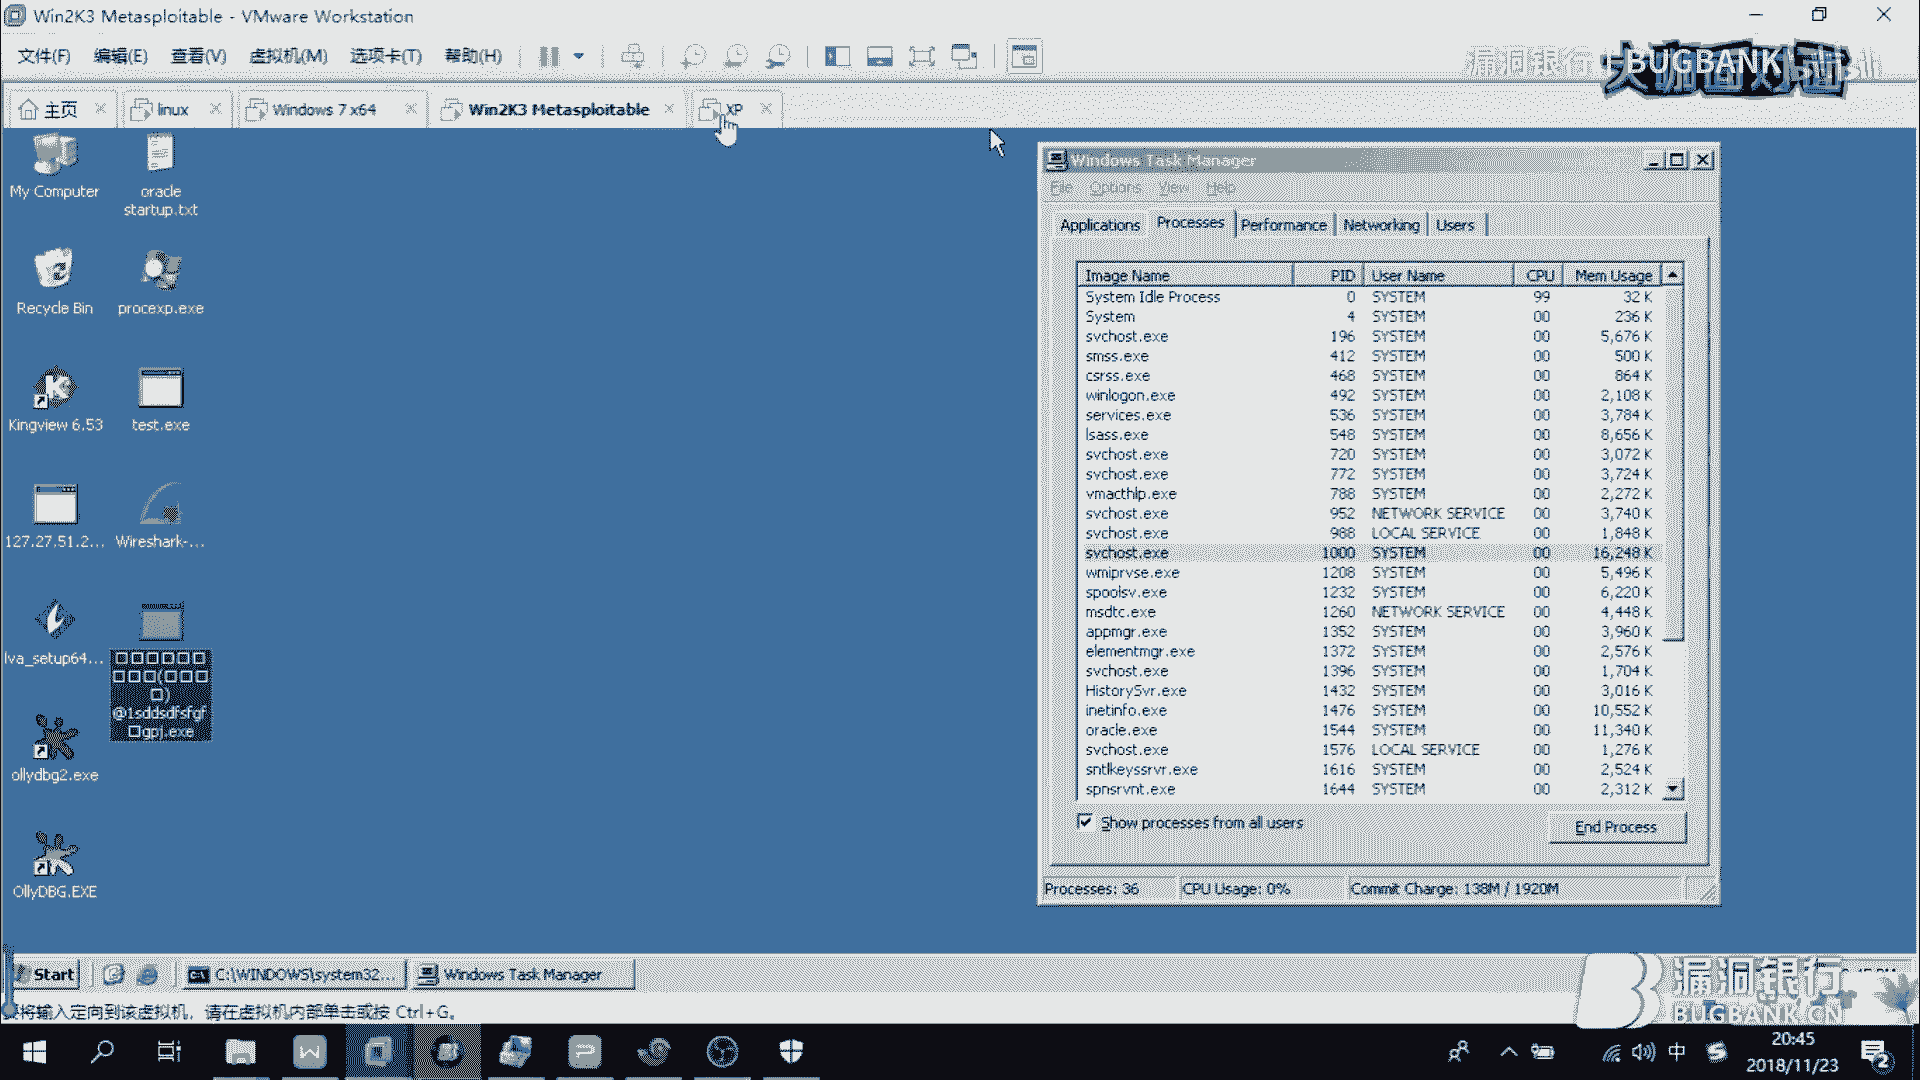 Win2K3 Metasploitable - VMware Workstation
文件(F) 编辑(E) 查看(V) 虚拟机(M) 选项卡(T) 帮助(H)
漏洞银行 BUGBANK
主页 linux Windows 7 x64 Win2K3 Metasploitable XP
My Computer
oracle startup.txt
Recycle Bin
procexp.exe
Kingview 6.53
test.exe
127.27.51.2...
Wireshark-...
lva_setup64...
@1sddsdfsfgf
gpj.exe
ollydbg2.exe
OllyDBG.EXE
Windows Task Manager
File Options View Help
Applications Processes Performance Networking Users
Image Name PID User Name CPU Mem Usage
System Idle Process 0 SYSTEM 99 32 K
System 4 SYSTEM 00 236 K
svchost.exe 196 SYSTEM 00 5,676 K
smss.exe 412 SYSTEM 00 500 K
csrss.exe 468 SYSTEM 00 864 K
winlogon.exe 492 SYSTEM 00 2,108 K
services.exe 536 SYSTEM 00 3,784 K
lsass.exe 548 SYSTEM 00 8,656 K
svchost.exe 720 SYSTEM 00 3,072 K
svchost.exe 772 SYSTEM 00 3,724 K
vmacthlp.exe 788 SYSTEM 00 2,272 K
svchost.exe 952 NETWORK SERVICE 00 3,740 K
svchost.exe 988 LOCAL SERVICE 00 1,848 K
svchost.exe 1000 SYSTEM 00 16,248 K
wmiprvse.exe 1208 SYSTEM 00 5,496 K
spoolsv.exe 1232 SYSTEM 00 6,220 K
msdtc.exe 1260 NETWORK SERVICE 00 4,448 K
appmgr.exe 1352 SYSTEM 00 3,960 K
elementmgr.exe 1372 SYSTEM 00 2,576 K
svchost.exe 1396 SYSTEM 00 1,704 K
HistorySvr.exe 1432 SYSTEM 00 3,016 K
inetinfo.exe 1476 SYSTEM 00 10,552 K
oracle.exe 1544 SYSTEM 00 11,340 K
svchost.exe 1576 LOCAL SERVICE 00 1,276 K
sntlkeyssrvr.exe 1616 SYSTEM 00 2,524 K
spnsrvnt.exe 1644 SYSTEM 00 2,312 K
Show processes from all users
End Process
Processes: 36 CPU Usage: 0% Commit Charge: 138M / 1920M
Start C:\WINDOWS\system32... Windows Task Manager
漏洞银行
BUGBANK.CN
要将输入定向到该虚拟机，请在虚拟机内部单击或按 Ctrl+G。
中
20:45
2018/11/23
2